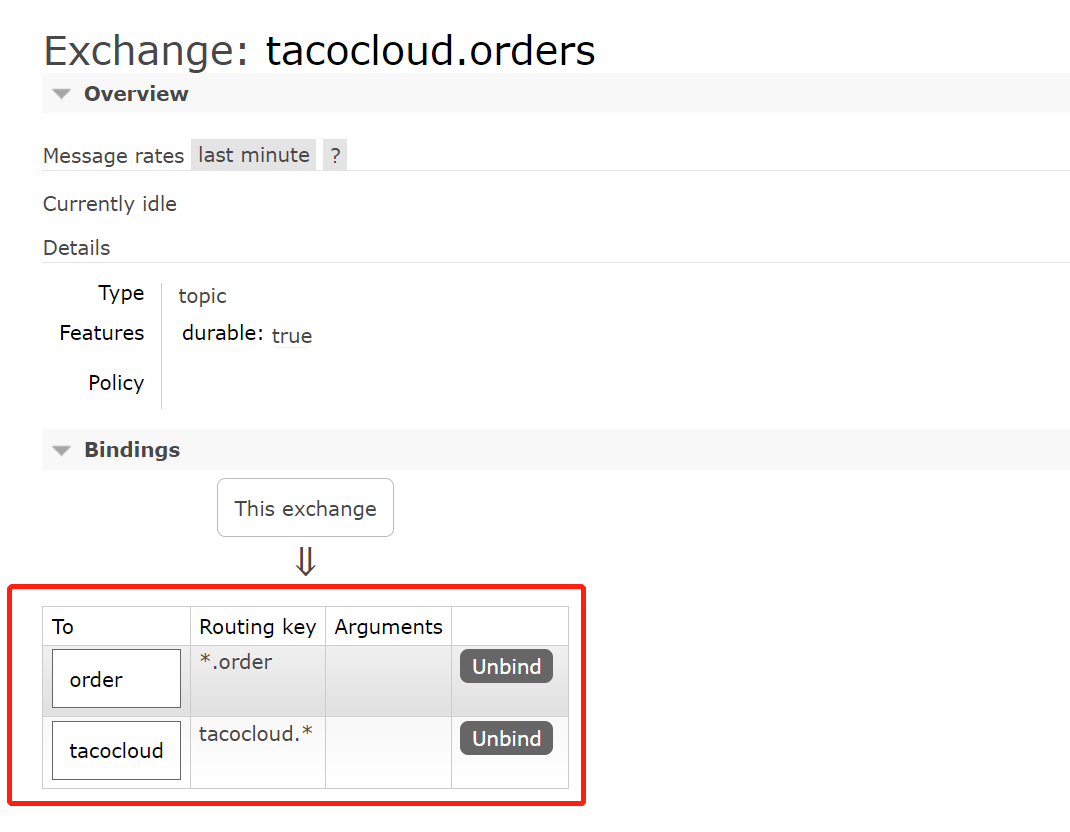 Exchange: tacocloud.orders
Overview
Message rates last minute ?
Currently idle
Details
Type topic
Features durable: true
Policy
Bindings
This exchange
⇓
To Routing key Arguments
order *.order Unbind
tacocloud tacocloud.* Unbind